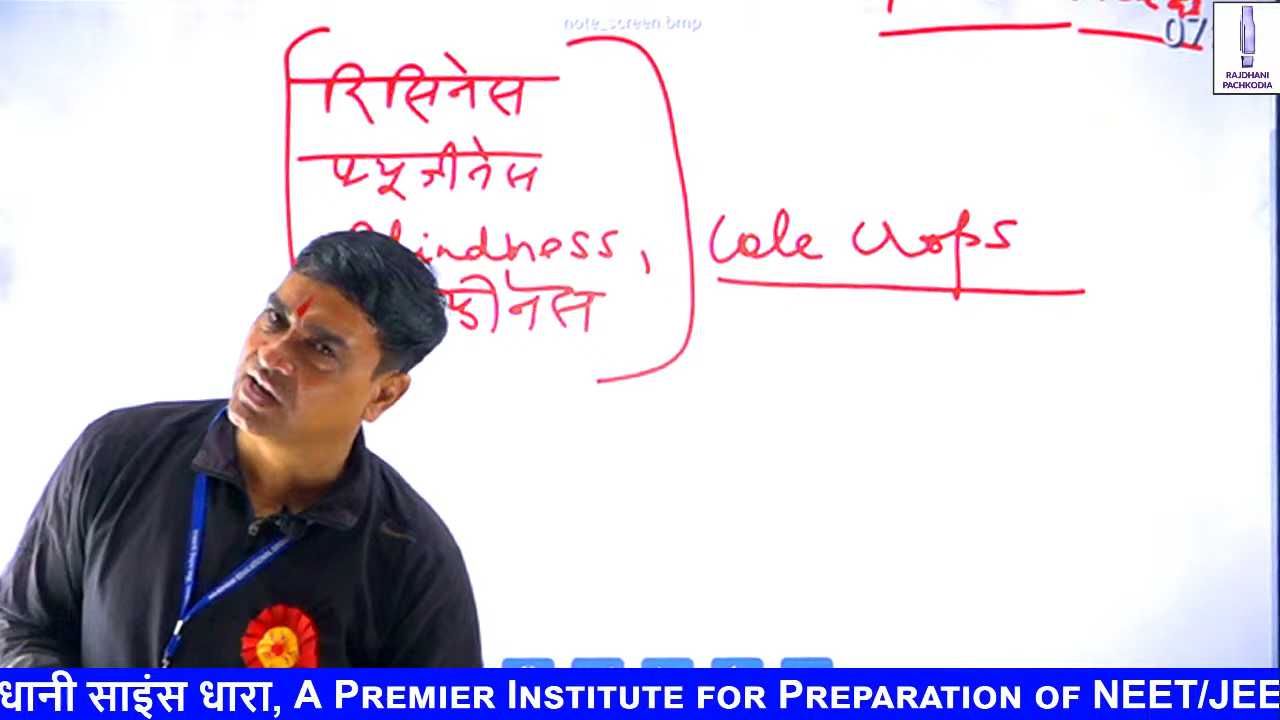 note_screen.bmp
07
RAJDHANI
PACHKODIA
रिसिनेस
फ्यूजीनेस
Blindness,
Cole crops
धानी साइंस धारा, A PREMIER INSTITUTE FOR PREPARATION OF NEET/JEE